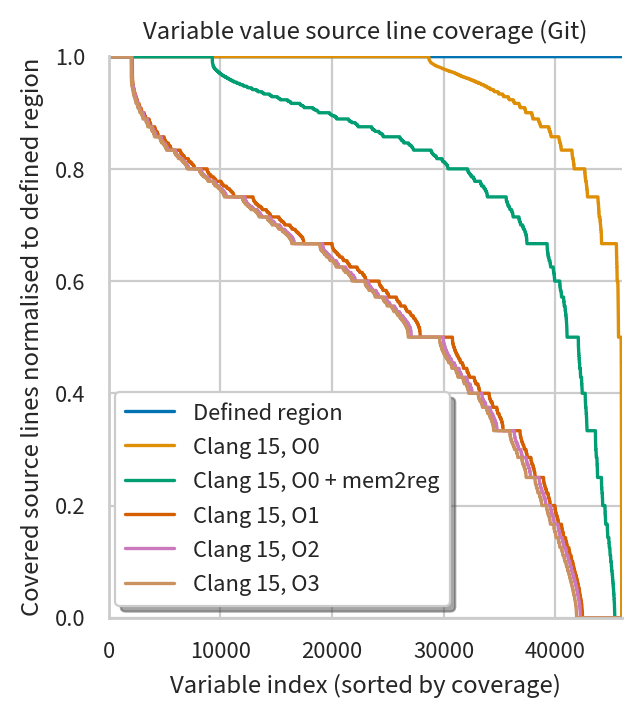 Variable value source line coverage (Git)
Covered source lines normalised to defined region
1.0
0.8
0.6
0.4
0.2
0.0
Defined region
Clang 15, O0
Clang 15, O0 + mem2reg
Clang 15, O1
Clang 15, O2
Clang 15, O3
0 10000 20000 30000 40000
Variable index (sorted by coverage)